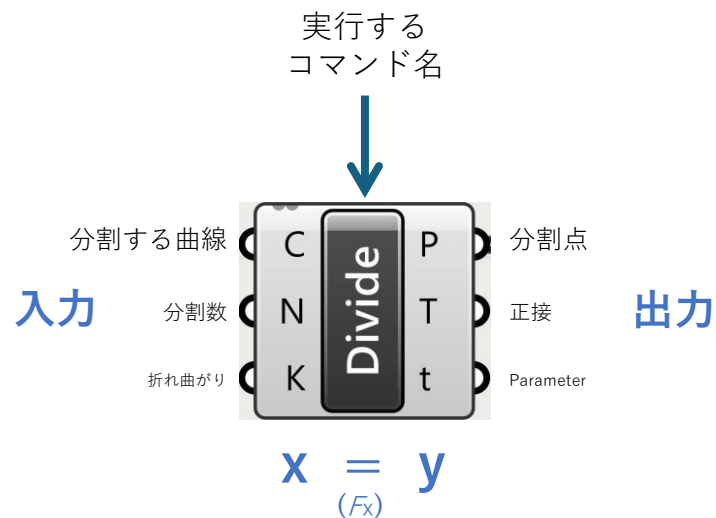 実行する
コマンド名
分割する曲線 C P 分割点
入力 分割数 N Divide T 正接 出力
折れ曲がり K t Parameter
x = y
(Fx)